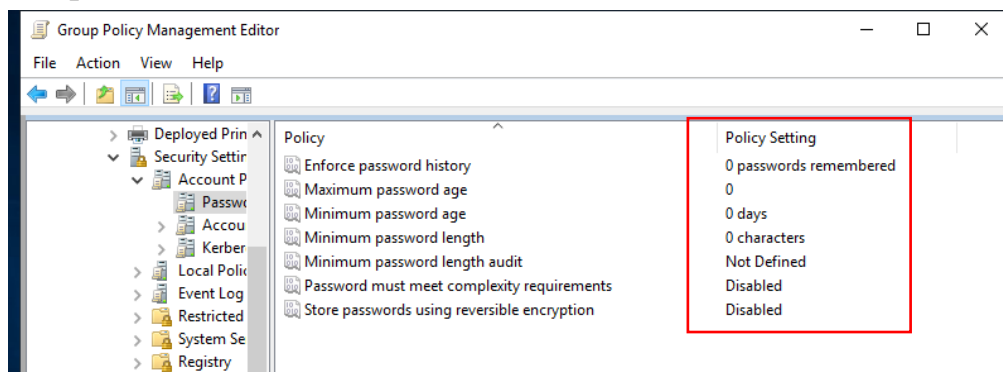 Group Policy Management Editor
File Action View Help
Deployed Prin
Security Settin
Account P
Passwo
Accou
Kerber
Local Polic
Event Log
Restricted
System Se
Registry
Policy Policy Setting
Enforce password history 0 passwords remembered
Maximum password age 0
Minimum password age 0 days
Minimum password length 0 characters
Minimum password length audit Not Defined
Password must meet complexity requirements Disabled
Store passwords using reversible encryption Disabled